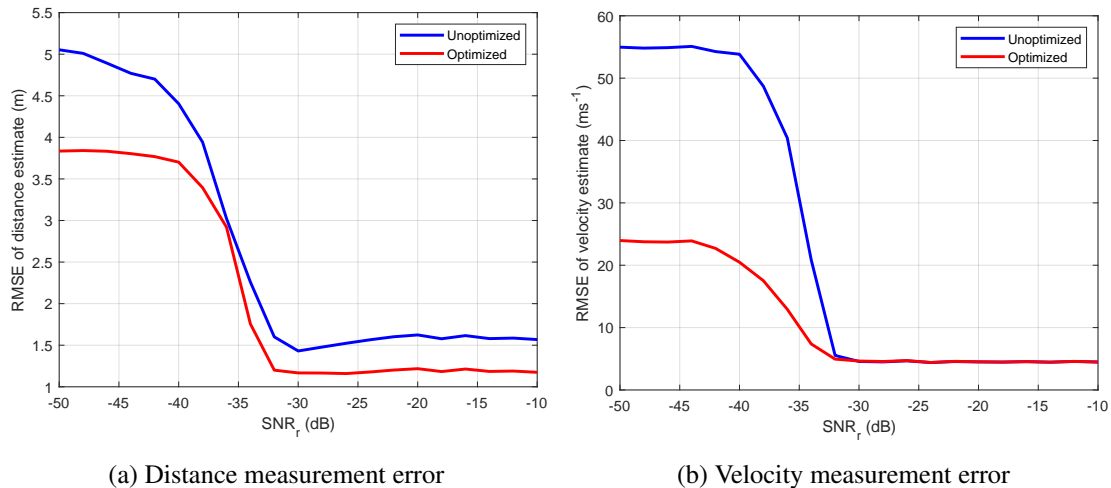 5.5
5
4.5
4
3.5
3
2.5
2
1.5
1
RMSE of distance estimate (m)
Unoptimized
Optimized
-50 -45 -40 -35 -30 -25 -20 -15 -10
SNR_r (dB)
(a) Distance measurement error
60
50
40
30
20
10
0
RMSE of velocity estimate (ms⁻¹)
Unoptimized
Optimized
-50 -45 -40 -35 -30 -25 -20 -15 -10
SNR_r (dB)
(b) Velocity measurement error